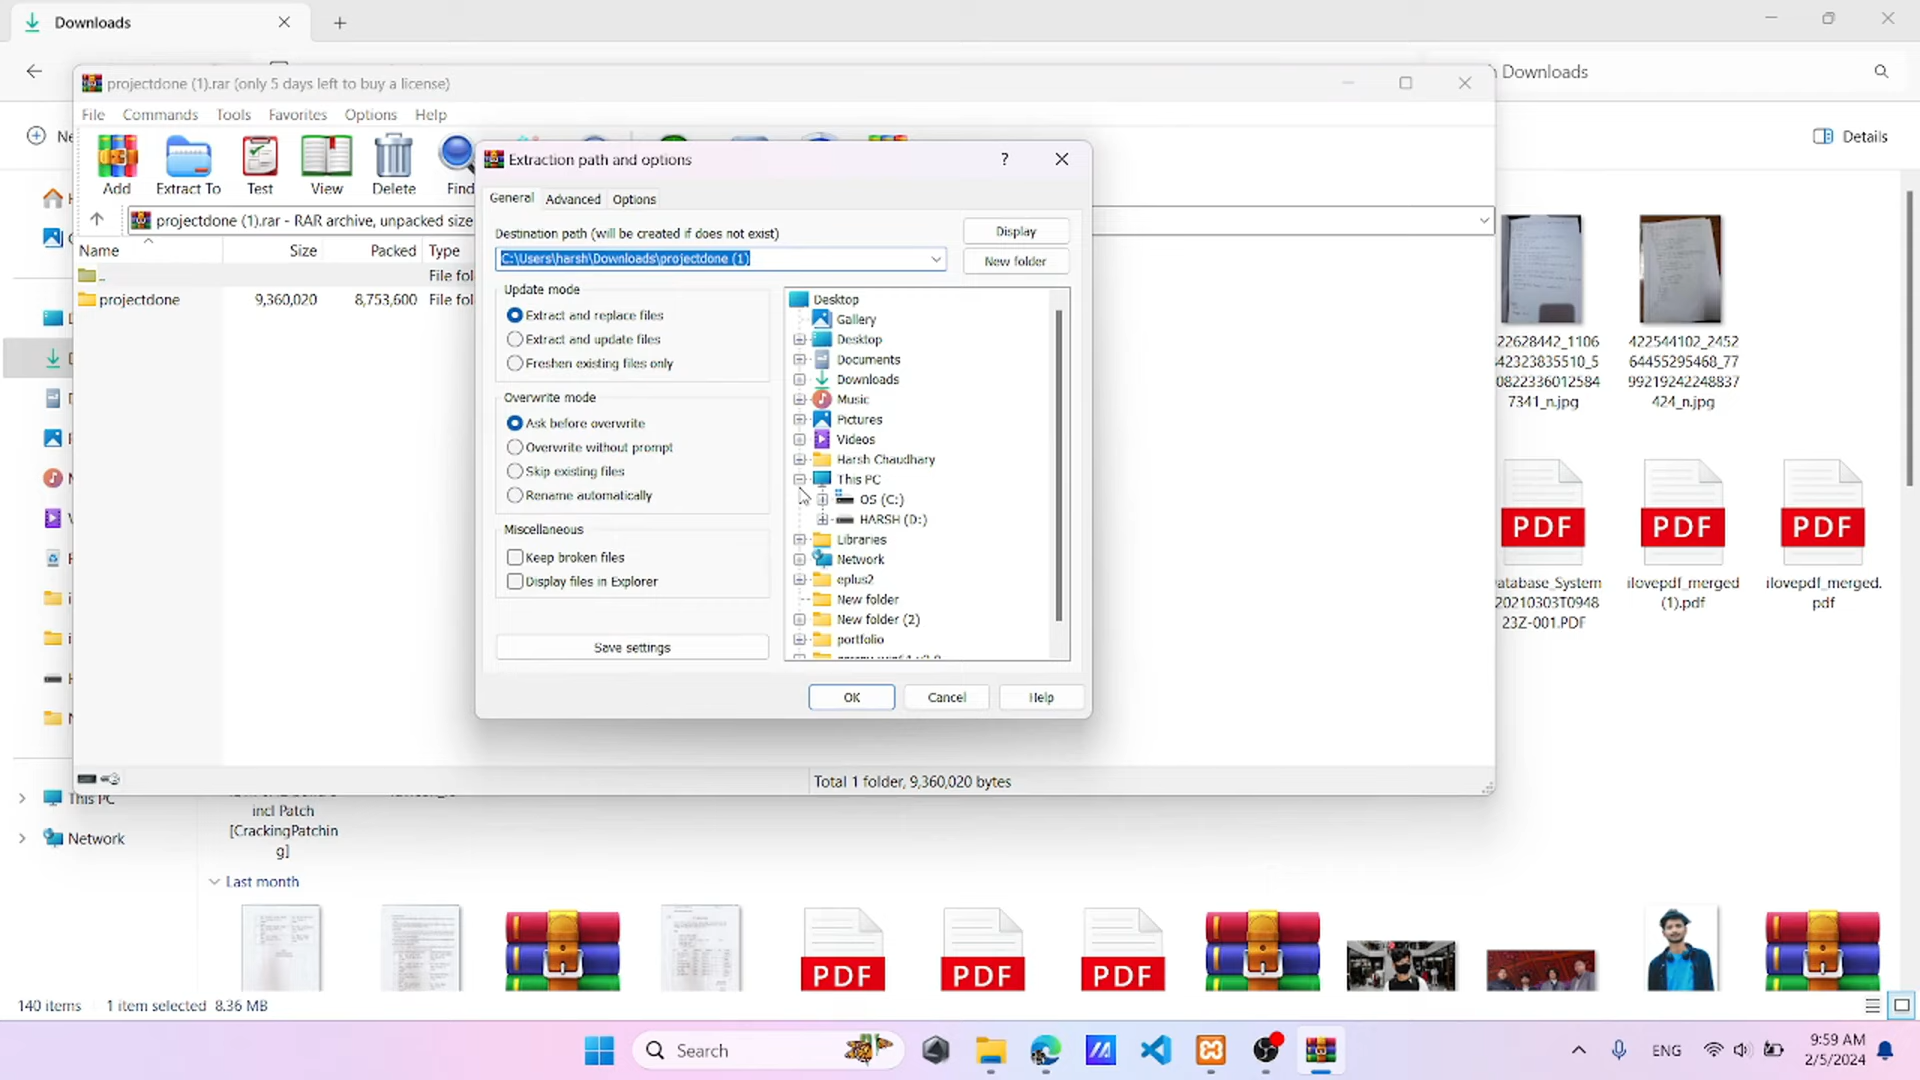 Downloads
Downloads
projectdone (1).rar (only 5 days left to buy a license)
File Commands Tools Favorites Options Help
Details
Add Extract To Test View Delete Find
projectdone (1).rar - RAR archive, unpacked size
Name Size Packed Type
.. File fol
projectdone 9,360,020 8,753,600 File fol
Extraction path and options
General Advanced Options
Destination path (will be created if does not exist)
Display
C:\Users\harsh\Downloads\projectdone (1)
New folder
Update mode
Extract and replace files
Extract and update files
Freshen existing files only
Overwrite mode
Ask before overwrite
Overwrite without prompt
Skip existing files
Rename automatically
Miscellaneous
Keep broken files
Display files in Explorer
Save settings
Desktop
Gallery
Desktop
Documents
Downloads
Music
Pictures
Videos
Harsh Chaudhary
This PC
OS (C:)
HARSH (D:)
Libraries
Network
eplus2
New folder
New folder (2)
portfolio
OK Cancel Help
22628442_1106
42323835510_5
0822336012584
7341_n.jpg
422544102_2452
64455295468_77
99219242248837
424_n.jpg
PDF PDF PDF
atabase_System
20210303T0948
23Z-001.PDF
ilovepdf_merged
(1).pdf
ilovepdf_merged.
pdf
Total 1 folder, 9,360,020 bytes
This PC
Network
incl Patch
[CrackingPatchin
g]
Last month
PDF PDF PDF
140 items 1 item selected 8.36 MB
Search
ENG
9:59 AM
2/5/2024